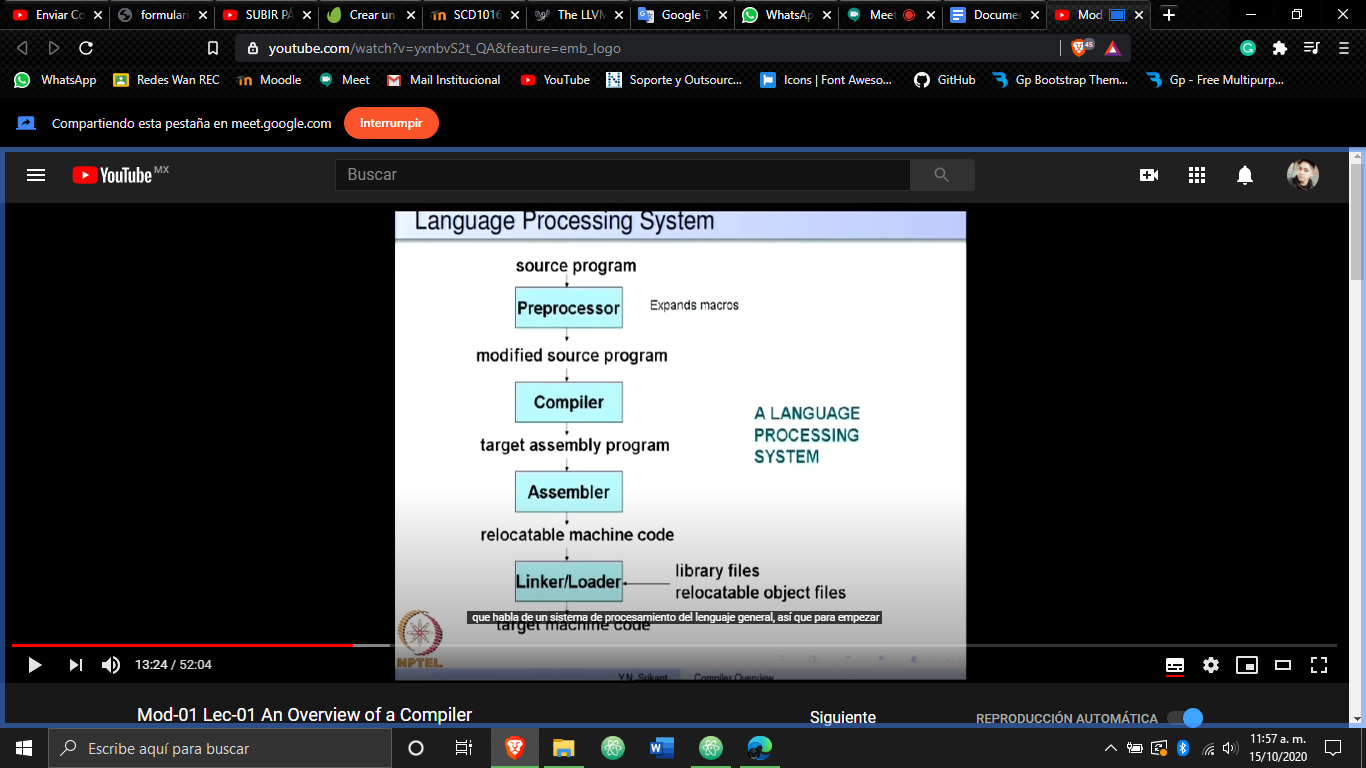 Enviar Co
formulari
SUBIR PÁ
Crear un
SCD1016
The LLVM
Google T
WhatsAp
Meet
Documen
Mod
youtube.com/watch?v=yxnbvS2t_QA&feature=emb_logo
45
WhatsApp
Redes Wan REC
Moodle
Meet
Mail Institucional
YouTube
Soporte y Outsourc...
Icons | Font Aweso...
GitHub
Gp Bootstrap Them...
Gp - Free Multipurp...
Compartiendo esta pestaña en meet.google.com
Interrumpir
YouTube MX
Buscar
Language Processing System
source program
Preprocessor
Expands macros
modified source program
Compiler
A LANGUAGE
PROCESSING
SYSTEM
target assembly program
Assembler
relocatable machine code
Linker/Loader
library files
relocatable object files
que habla de un sistema de procesamiento del lenguaje general, así que para empezar
target machine code
NPTEL
Y.N. Srikant
Compiler Overview
13:24 / 52:04
Mod-01 Lec-01 An Overview of a Compiler
Siguiente
REPRODUCCIÓN AUTOMÁTICA
Escribe aquí para buscar
11:57 a. m.
15/10/2020